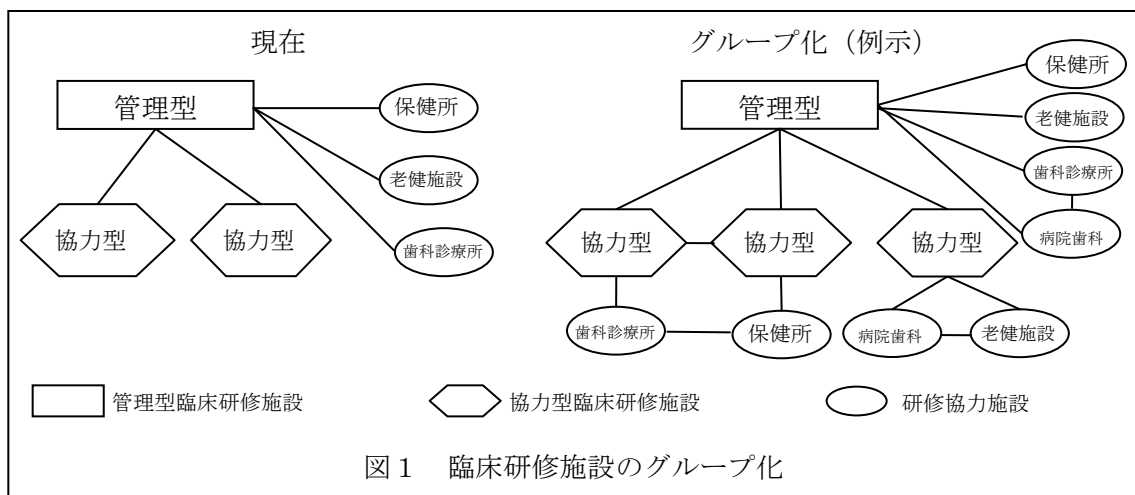 現在
管理型
保健所
老健施設
歯科診療所
協力型
協力型
グループ化（例示）
管理型
保健所
老健施設
歯科診療所
病院歯科
協力型
協力型
協力型
歯科診療所
保健所
病院歯科
老健施設
管理型臨床研修施設
協力型臨床研修施設
研修協力施設
図１　臨床研修施設のグループ化